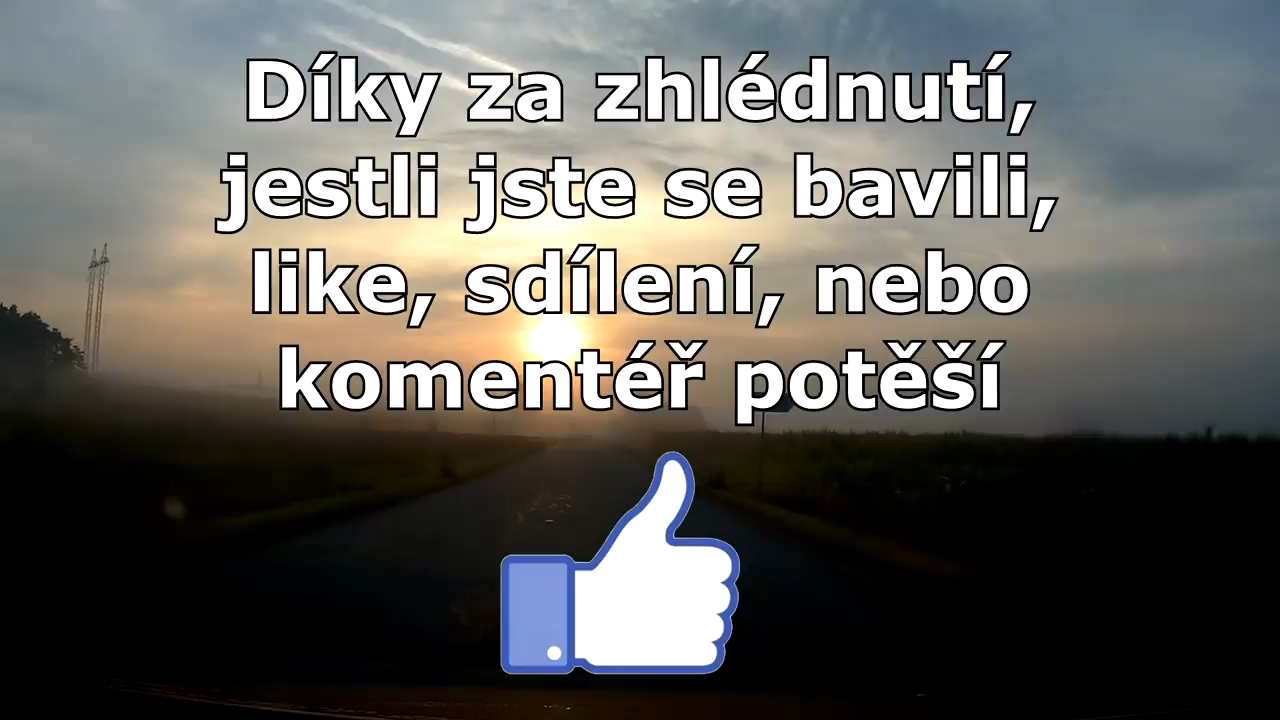 Díky za zhlédnutí,
jestli jste se bavili,
like, sdílení, nebo
komentéř potěší